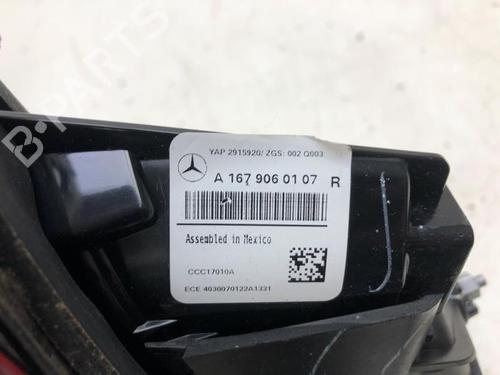 B-PARTS
YAP 2915920/ ZGS: 002 Q003
A 167 906 01 07 R
Assembled in Mexico
CCC17010A
ECE 4030070122A1331